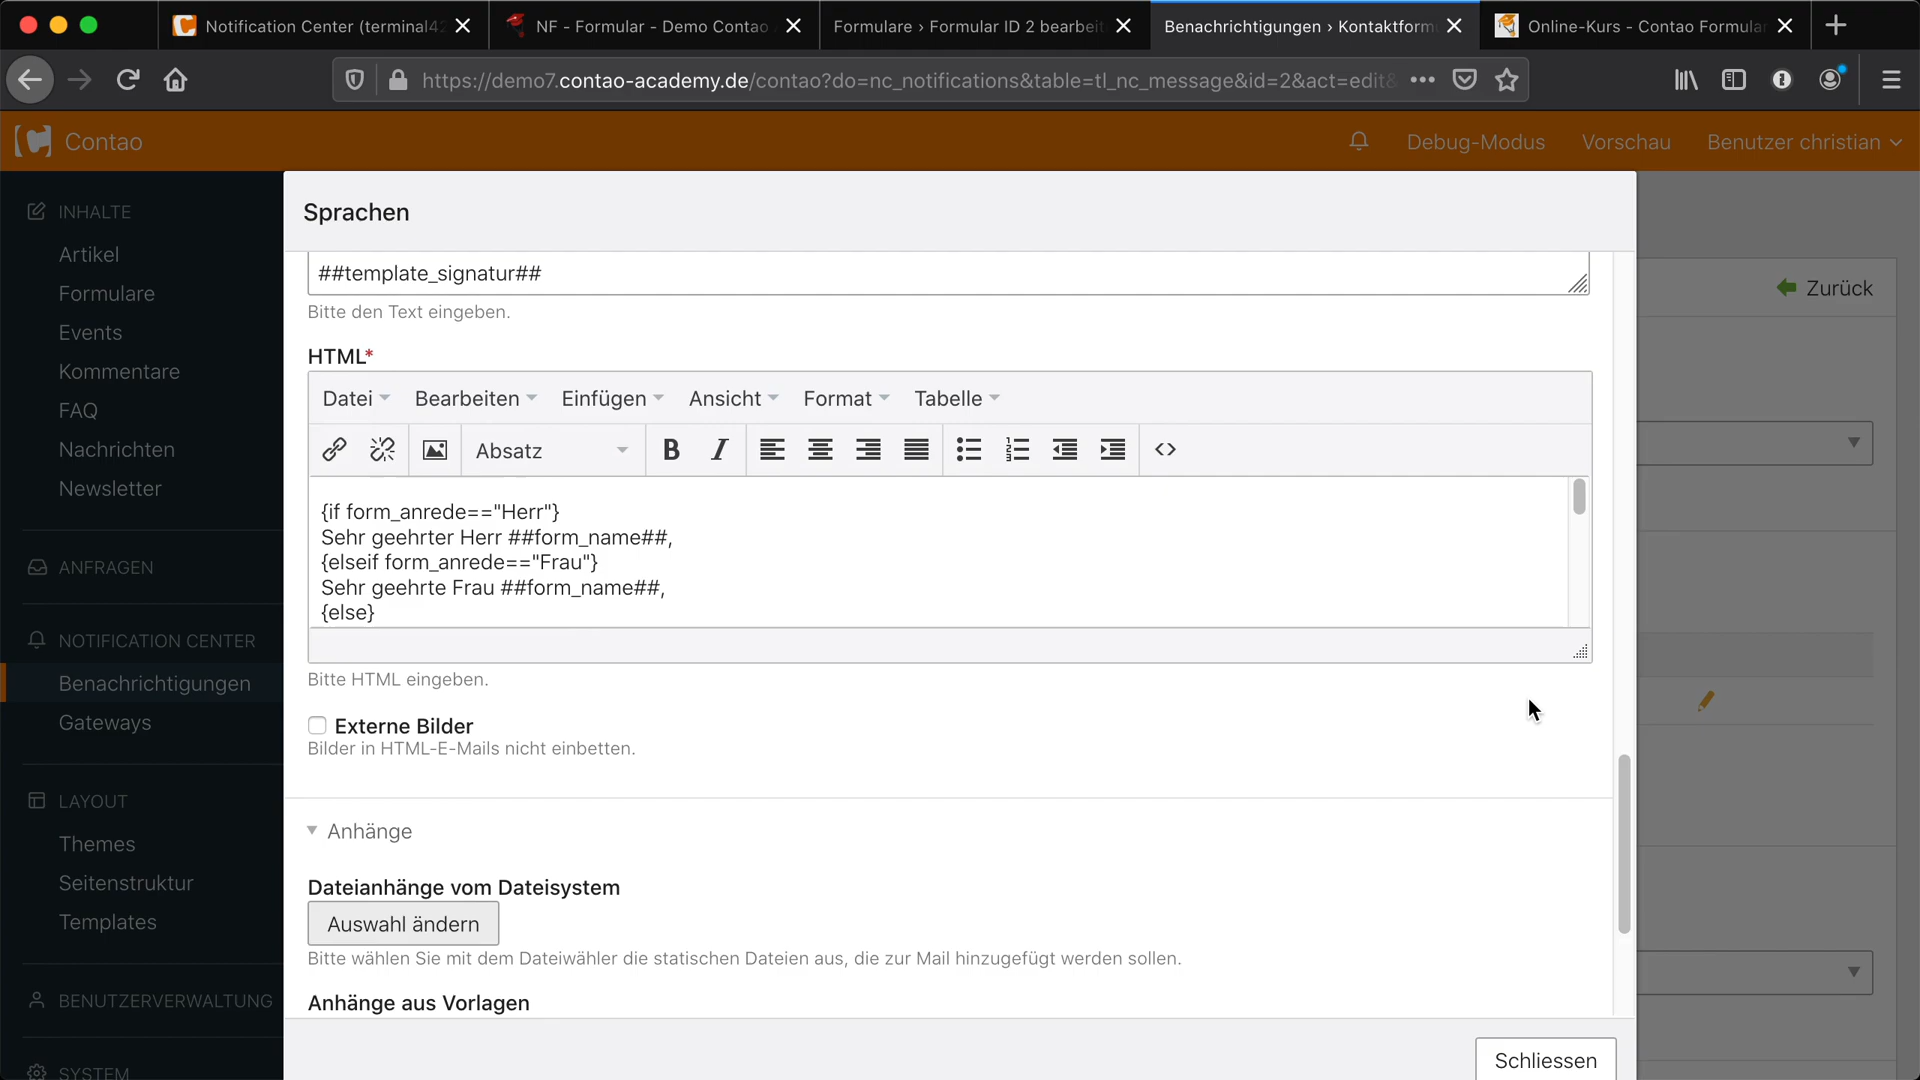 Notification Center (terminal42
NF - Formular - Demo Contao
Formulare › Formular ID 2 bearbeit
Benachrichtigungen › Kontaktform
Online-Kurs - Contao Formular
https://demo7.contao-academy.de/contao?do=nc_notifications&table=tl_nc_message&id=2&act=edit&
Contao
Debug-Modus
Vorschau
Benutzer christian
INHALTE
Artikel
Formulare
Events
Kommentare
FAQ
Nachrichten
Newsletter
ANFRAGEN
NOTIFICATION CENTER
Benachrichtigungen
Gateways
LAYOUT
Themes
Seitenstruktur
Templates
BENUTZERVERWALTUNG
SYSTEM
Zurück
Sprachen
##template_signatur##
Bitte den Text eingeben.
HTML*
Datei Bearbeiten Einfügen Ansicht Format Tabelle
Absatz B I
{if form_anrede=="Herr"}
Sehr geehrter Herr ##form_name##,
{elseif form_anrede=="Frau"}
Sehr geehrte Frau ##form_name##,
{else}
Bitte HTML eingeben.
Externe Bilder
Bilder in HTML-E-Mails nicht einbetten.
Anhänge
Dateianhänge vom Dateisystem
Auswahl ändern
Bitte wählen Sie mit dem Dateiwähler die statischen Dateien aus, die zur Mail hinzugefügt werden sollen.
Anhänge aus Vorlagen
Schliessen